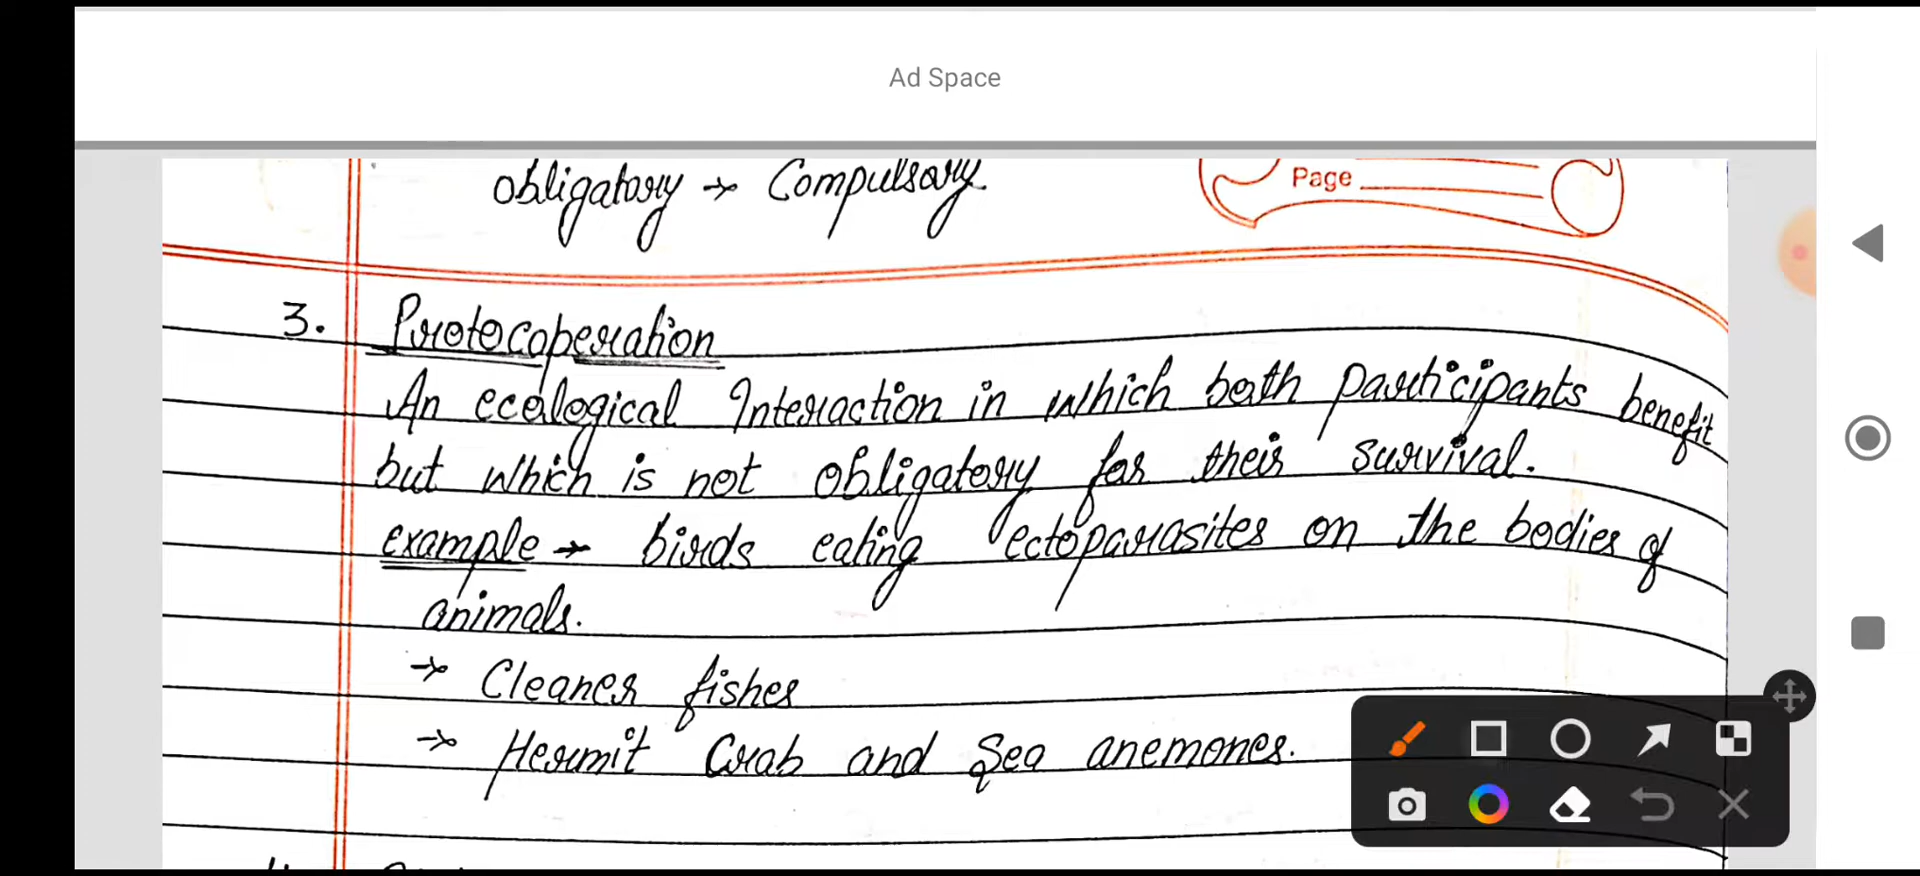 Ad Space
obligatory → Compulsary
Page
3. Protocoperation
An ecological Interaction in which both participants benefit
but which is not obligatory for their survival.
example → birds eating ectoparasites on the bodies of
animals.
→ Cleaner fishes
→ Hermit Crab and Sea anemones.